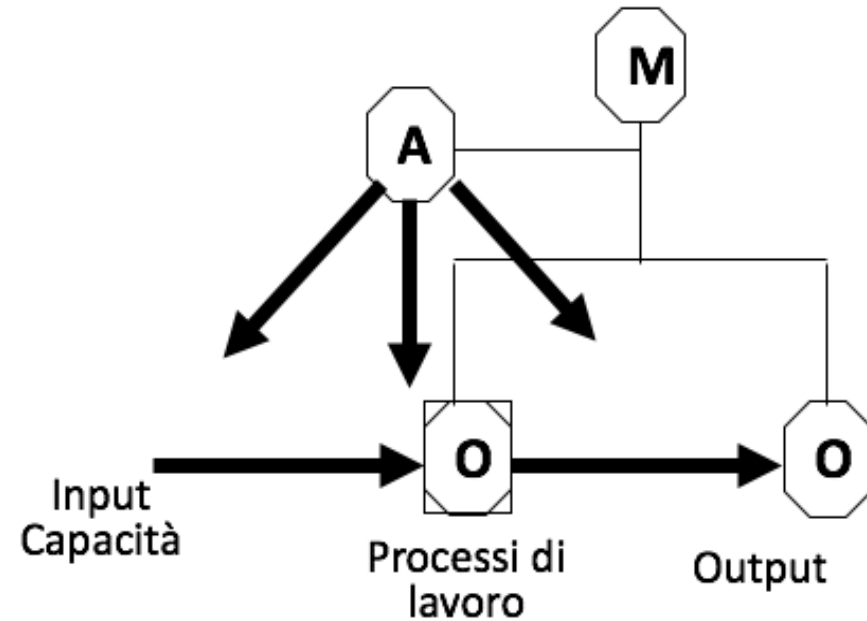 M
A
O
O
Input
Capacità
Processi di
lavoro
Output